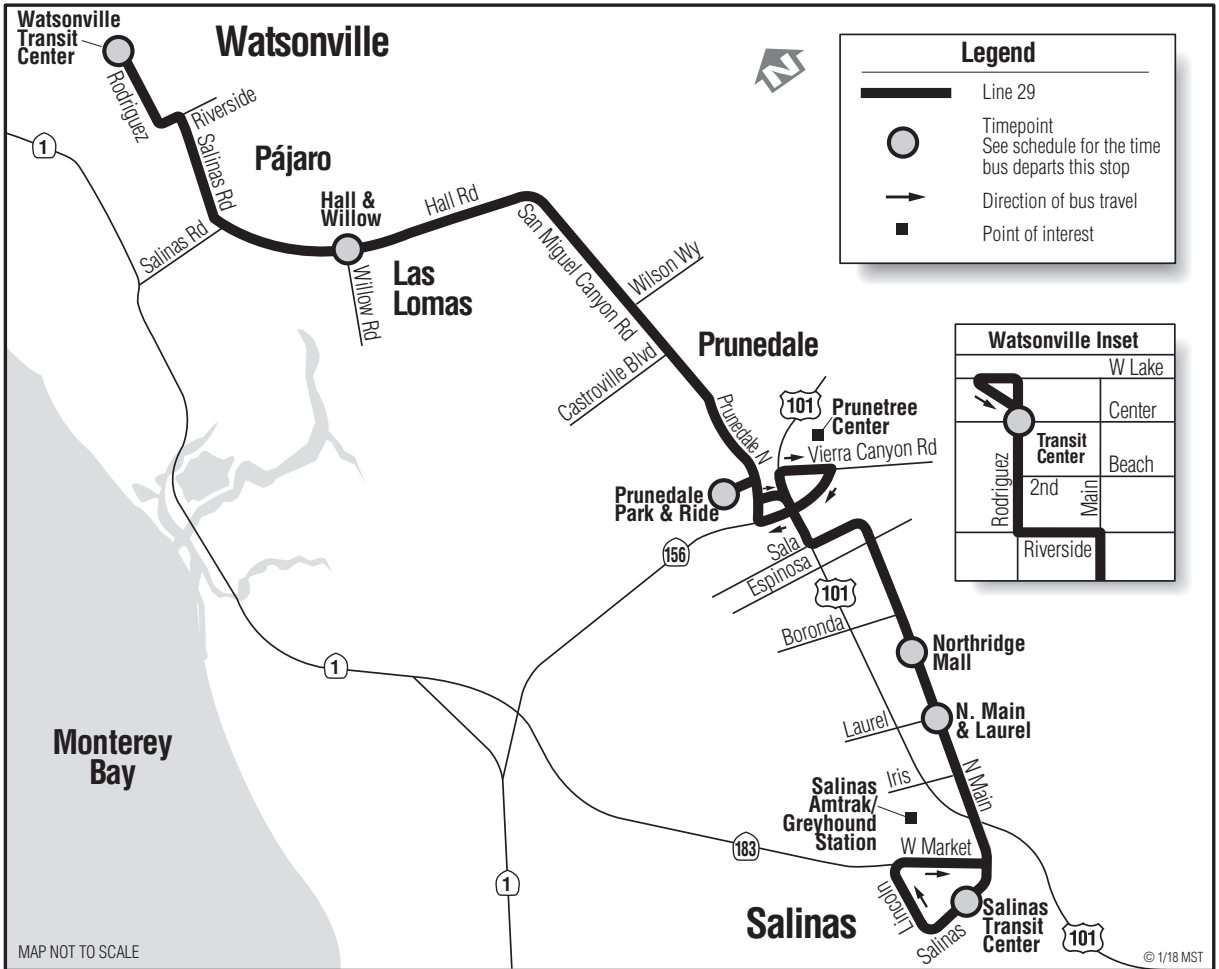 Watsonville
Transit
Center
Watsonville
N
Legend
Line 29
Timepoint
See schedule for the time
bus departs this stop
Direction of bus travel
Point of interest
Rodriguez
Riverside
1
Salinas Rd
Pájaro
Hall &
Willow
Hall Rd
Salinas Rd
Las
Lomas
Willow Rd
San Miguel Canyon Rd
Wilson Wy
Castroville Blvd
Prunedale
Watsonville Inset
W Lake
Center
Transit
Center
Beach
Rodriguez
2nd
Main
Riverside
Prunedale N
101
Prunetree
Center
Vierra Canyon Rd
Prunedale
Park & Ride
156
Sala
Espinosa
101
Boronda
Northridge
Mall
1
Laurel
N. Main
& Laurel
Monterey
Bay
Iris
N Main
Salinas
Amtrak/
Greyhound
Station
W Market
183
1
Lincoln
Salinas
Salinas
Salinas
Transit
Center
101
MAP NOT TO SCALE
© 1/18 MST